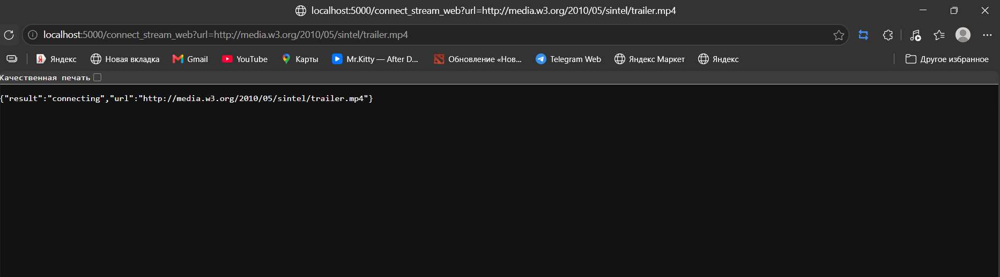 localhost:5000/connect_stream_web?url=http://media.w3.org/2010/05/sintel/trailer.mp4
localhost:5000/connect_stream_web?url=http://media.w3.org/2010/05/sintel/trailer.mp4
Яндекс Новая вкладка Gmail YouTube Карты Mr.Kitty — After D... Обновление «Нов... Telegram Web Яндекс Маркет Яндекс Другое избранное
Качественная печать
{"result":"connecting","url":"http://media.w3.org/2010/05/sintel/trailer.mp4"}